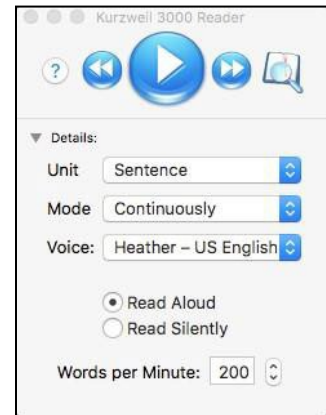 Kurzweil 3000 Reader
?
Details:
Unit Sentence
Mode Continuously
Voice: Heather – US English
Read Aloud
Read Silently
Words per Minute: 200